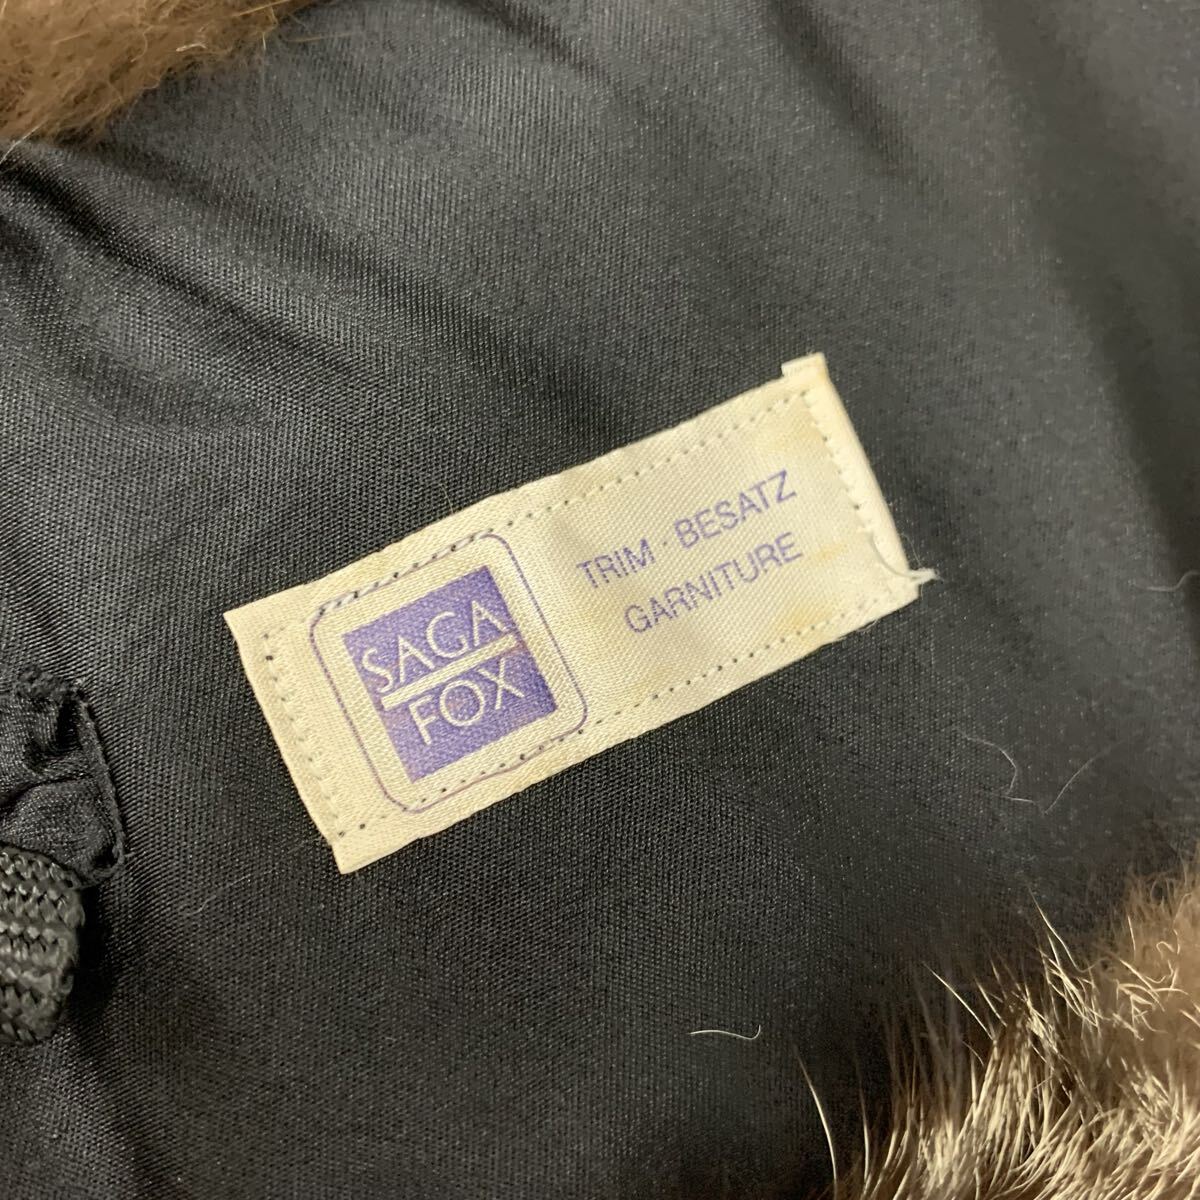 SAGA
FOX
TRIM · BESATZ
GARNITURE